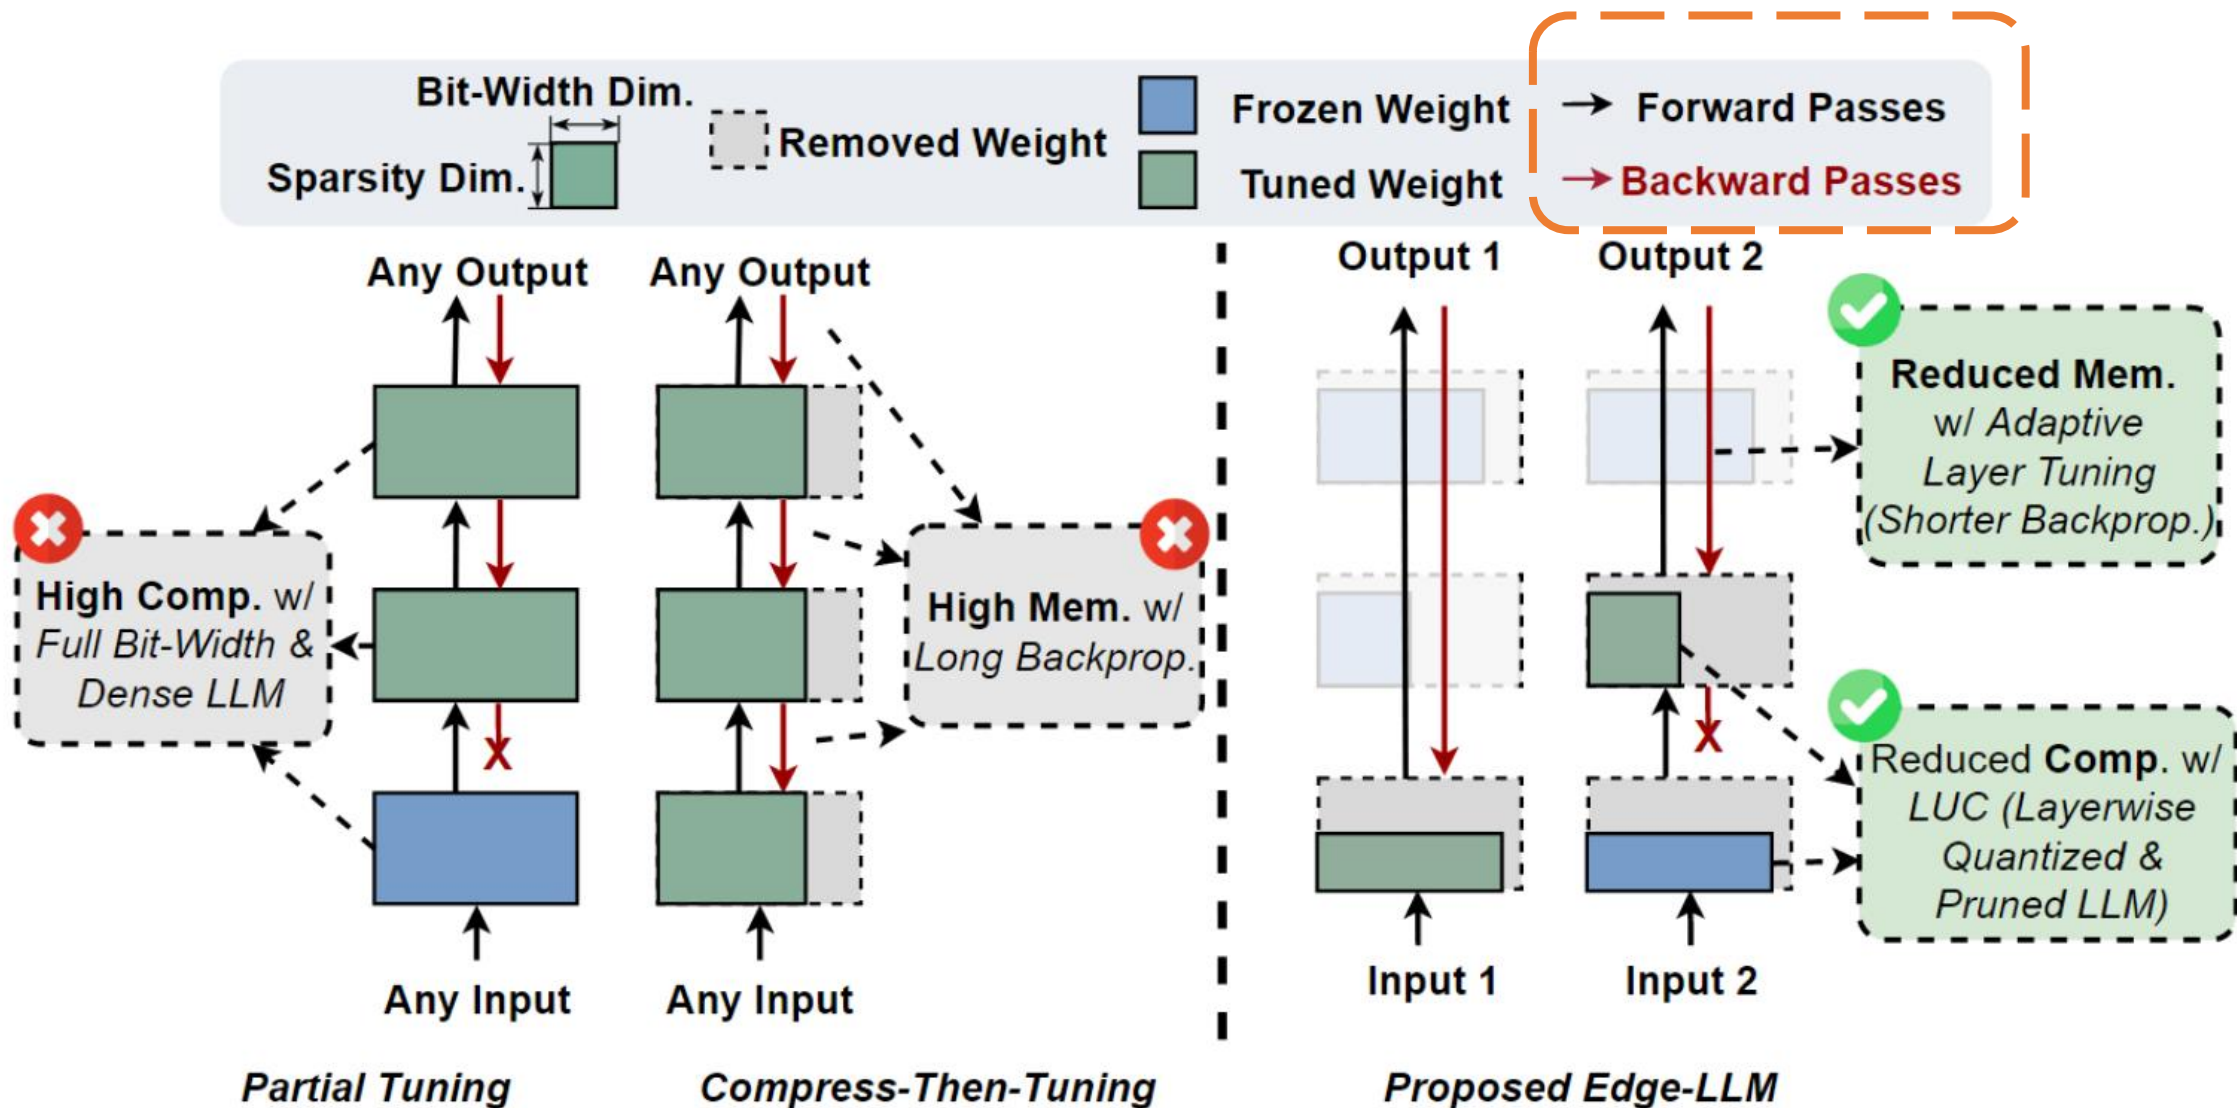 Bit-Width Dim.
Sparsity Dim.
Removed Weight
Frozen Weight
Tuned Weight
Forward Passes
Backward Passes
Any Output
Any Output
Output 1
Output 2
High Comp. w/
Full Bit-Width &
Dense LLM
X
High Mem. w/
Long Backprop.
X
Reduced Mem.
w/ Adaptive
Layer Tuning
(Shorter Backprop.)
Reduced Comp. w/
LUC (Layerwise
Quantized &
Pruned LLM)
Any Input
Any Input
Input 1
Input 2
Partial Tuning
Compress-Then-Tuning
Proposed Edge-LLM